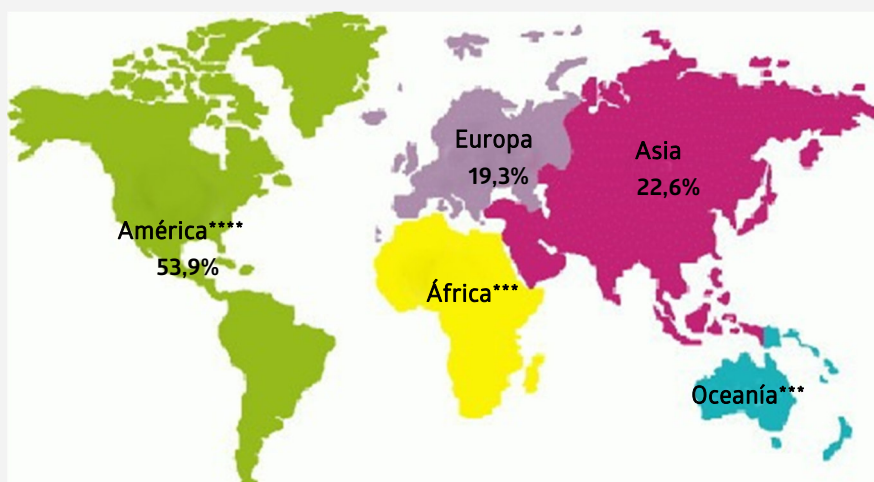 Europa
19,3%
Asia
22,6%
América****
53,9%
África***
Oceanía***